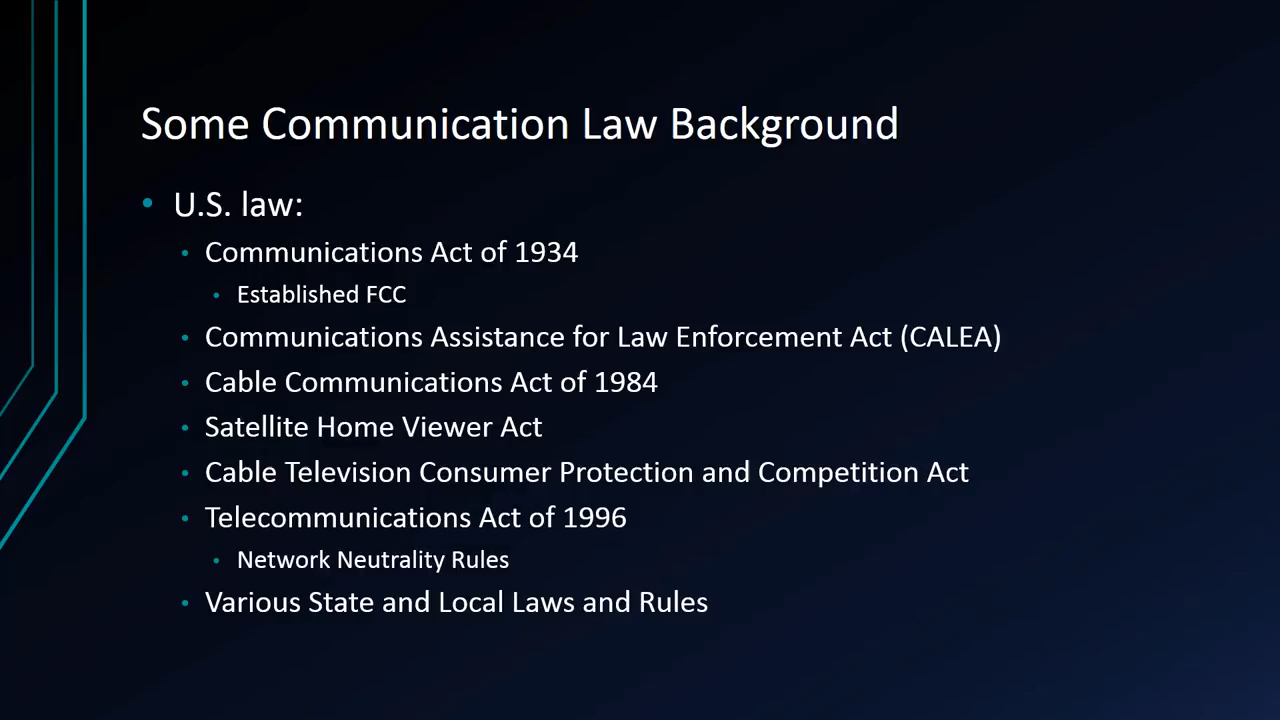 Some Communication Law Background
• U.S. law:
• Communications Act of 1934
• Established FCC
• Communications Assistance for Law Enforcement Act (CALEA)
• Cable Communications Act of 1984
• Satellite Home Viewer Act
• Cable Television Consumer Protection and Competition Act
• Telecommunications Act of 1996
• Network Neutrality Rules
• Various State and Local Laws and Rules